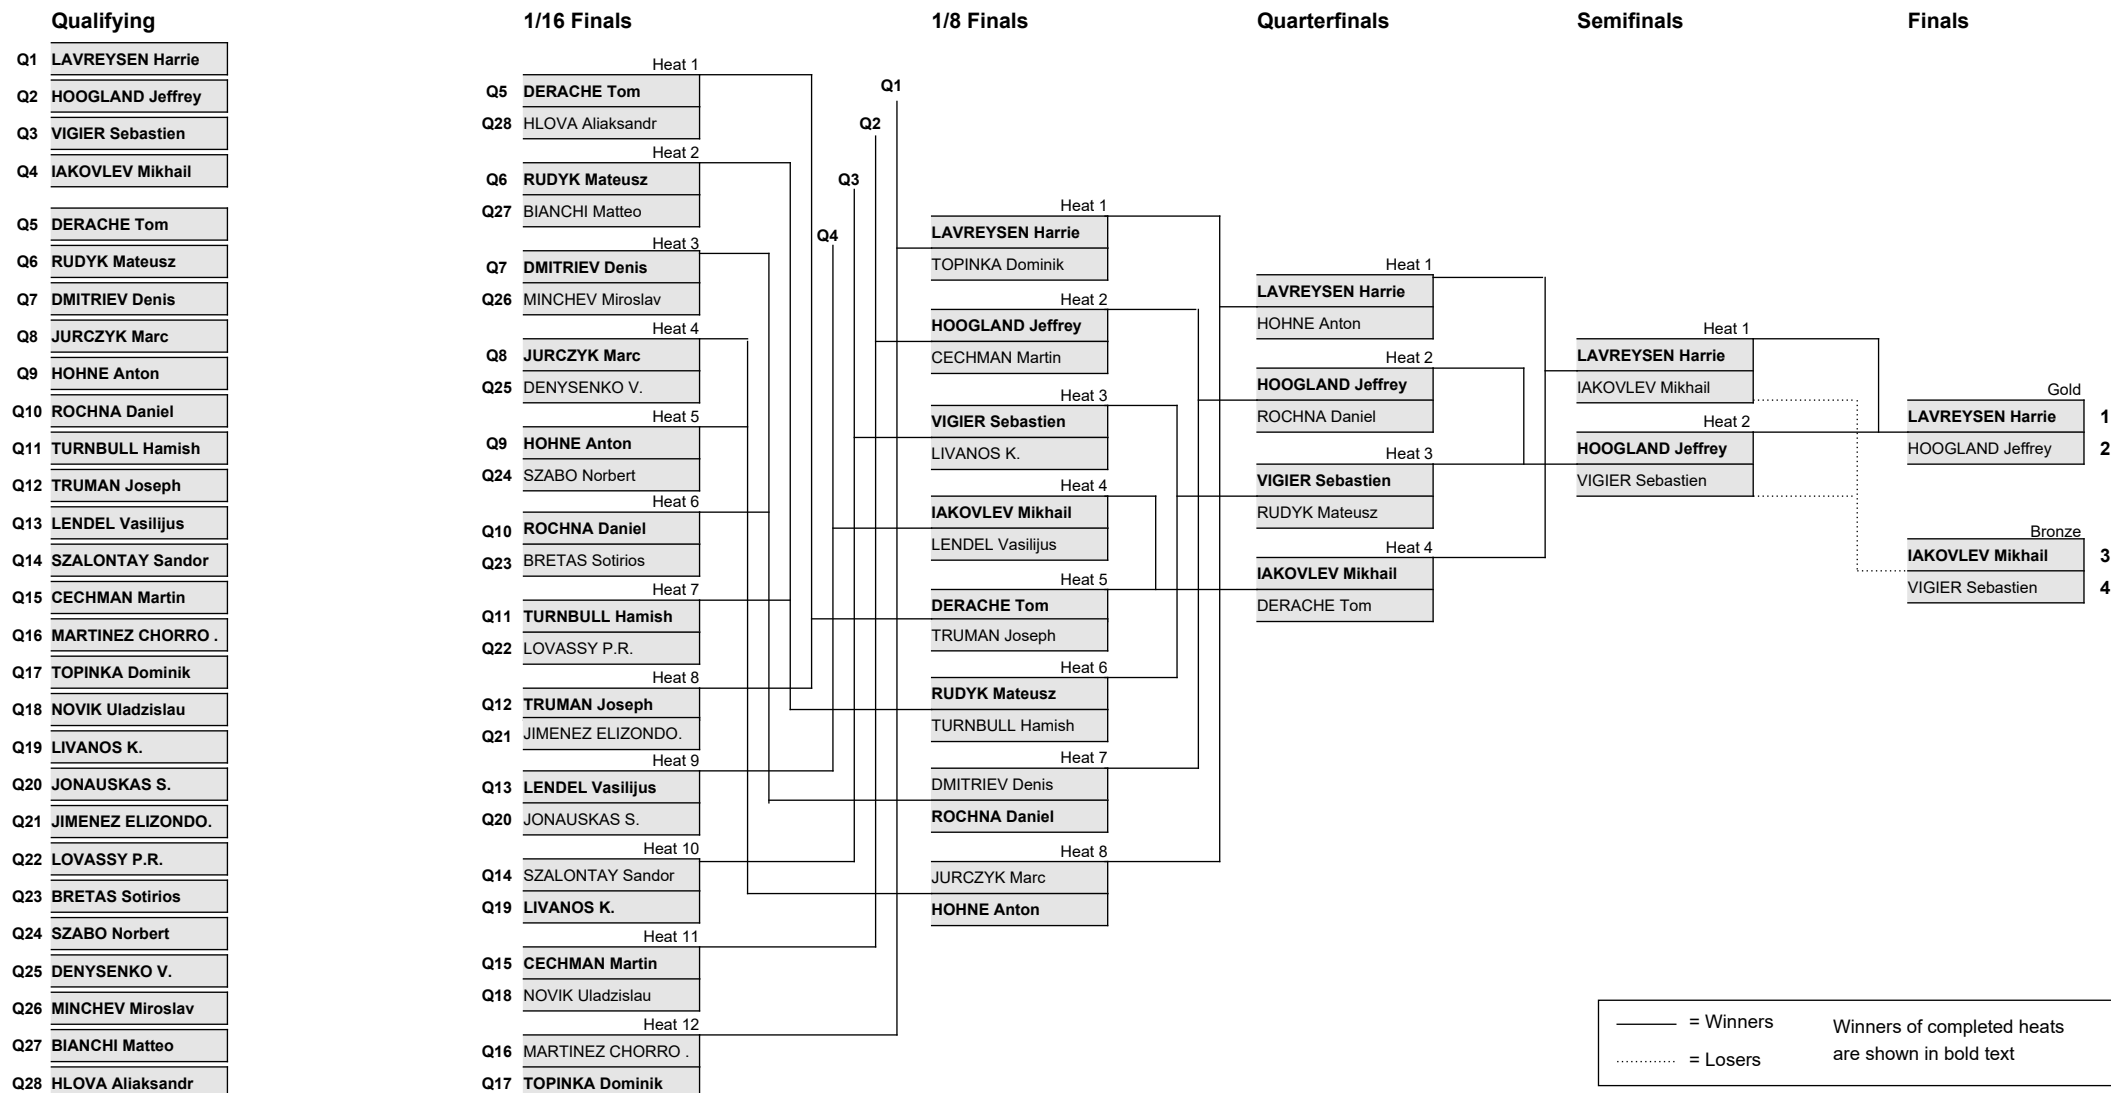 Qualifying
1/16 Finals
1/8 Finals
Quarterfinals
Semifinals
Finals
Q1 LAVREYSEN Harrie
Q2 HOOGLAND Jeffrey
Q3 VIGIER Sebastien
Q4 IAKOVLEV Mikhail
Q5 DERACHE Tom
Q6 RUDYK Mateusz
Q7 DMITRIEV Denis
Q8 JURCZYK Marc
Q9 HOHNE Anton
Q10 ROCHNA Daniel
Q11 TURNBULL Hamish
Q12 TRUMAN Joseph
Q13 LENDEL Vasilijus
Q14 SZALONTAY Sandor
Q15 CECHMAN Martin
Q16 MARTINEZ CHORRO .
Q17 TOPINKA Dominik
Q18 NOVIK Uladzislau
Q19 LIVANOS K.
Q20 JONAUSKAS S.
Q21 JIMENEZ ELIZONDO.
Q22 LOVASSY P.R.
Q23 BRETAS Sotirios
Q24 SZABO Norbert
Q25 DENYSENKO V.
Q26 MINCHEV Miroslav
Q27 BIANCHI Matteo
Q28 HLOVA Aliaksandr
Heat 1
Q5 DERACHE Tom
Q28 HLOVA Aliaksandr
Heat 2
Q6 RUDYK Mateusz
Q27 BIANCHI Matteo
Heat 3
Q7 DMITRIEV Denis
Q26 MINCHEV Miroslav
Heat 4
Q8 JURCZYK Marc
Q25 DENYSENKO V.
Heat 5
Q9 HOHNE Anton
Q24 SZABO Norbert
Heat 6
Q10 ROCHNA Daniel
Q23 BRETAS Sotirios
Heat 7
Q11 TURNBULL Hamish
Q22 LOVASSY P.R.
Heat 8
Q12 TRUMAN Joseph
Q21 JIMENEZ ELIZONDO.
Heat 9
Q13 LENDEL Vasilijus
Q20 JONAUSKAS S.
Heat 10
Q14 SZALONTAY Sandor
Q19 LIVANOS K.
Heat 11
Q15 CECHMAN Martin
Q18 NOVIK Uladzislau
Heat 12
Q16 MARTINEZ CHORRO .
Q17 TOPINKA Dominik
Q1
Q2
Q3
Q4
Heat 1
LAVREYSEN Harrie
TOPINKA Dominik
Heat 2
HOOGLAND Jeffrey
CECHMAN Martin
Heat 3
VIGIER Sebastien
LIVANOS K.
Heat 4
IAKOVLEV Mikhail
LENDEL Vasilijus
Heat 5
DERACHE Tom
TRUMAN Joseph
Heat 6
RUDYK Mateusz
TURNBULL Hamish
Heat 7
DMITRIEV Denis
ROCHNA Daniel
Heat 8
JURCZYK Marc
HOHNE Anton
Heat 1
LAVREYSEN Harrie
HOHNE Anton
Heat 2
HOOGLAND Jeffrey
ROCHNA Daniel
Heat 3
VIGIER Sebastien
RUDYK Mateusz
Heat 4
IAKOVLEV Mikhail
DERACHE Tom
Heat 1
LAVREYSEN Harrie
IAKOVLEV Mikhail
Heat 2
HOOGLAND Jeffrey
VIGIER Sebastien
Gold
LAVREYSEN Harrie 1
HOOGLAND Jeffrey 2
Bronze
IAKOVLEV Mikhail 3
VIGIER Sebastien 4
= Winners
= Losers
Winners of completed heats
are shown in bold text